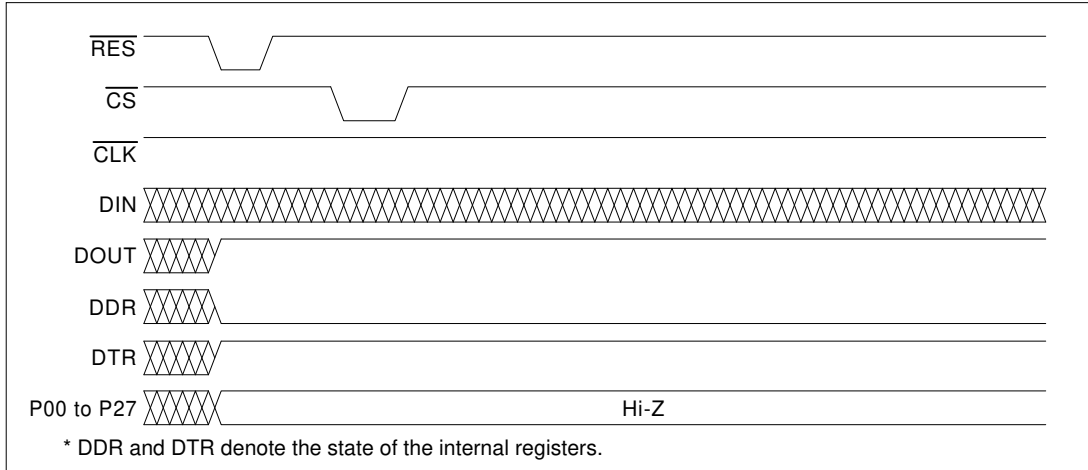 RES
CS
CLK
DIN
DOUT
DDR
DTR
P00 to P27 Hi-Z
* DDR and DTR denote the state of the internal registers.